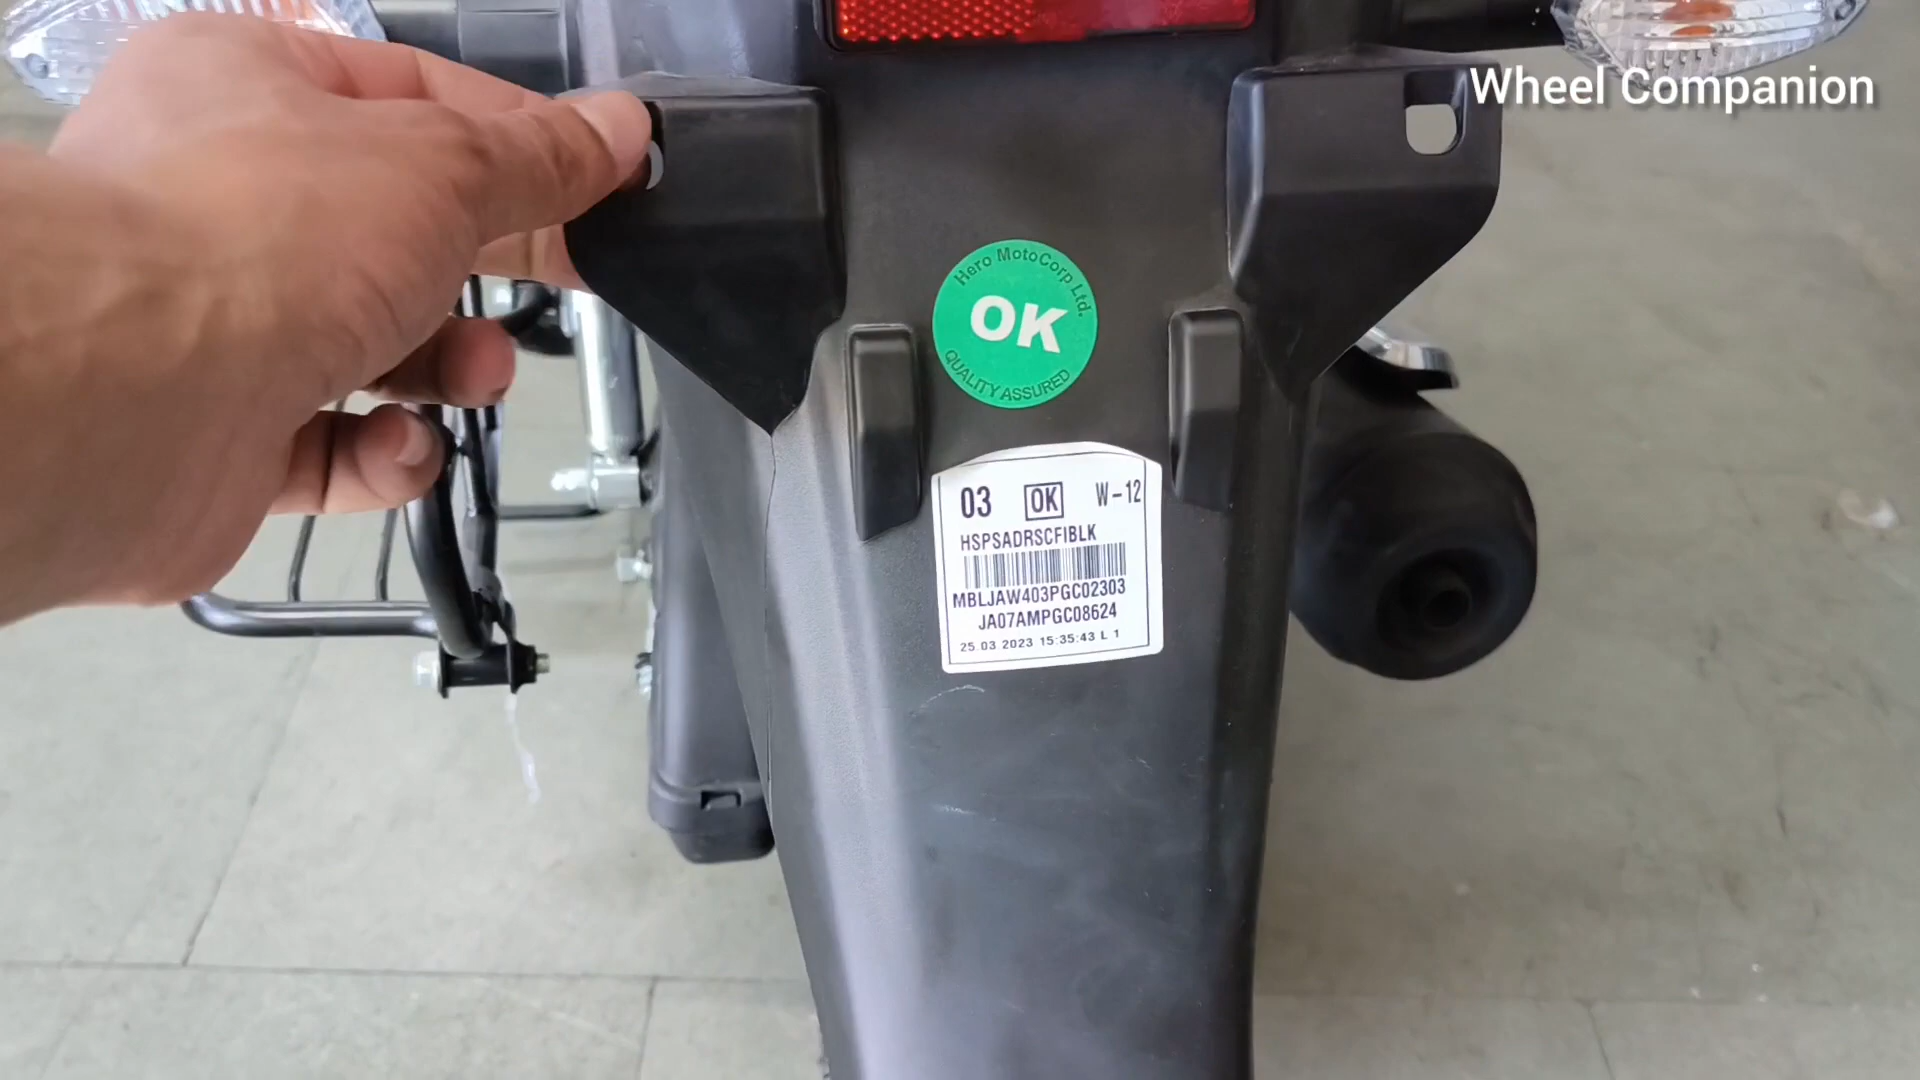 Wheel Companion
Hero MotoCorp Ltd.
OK
QUALITY ASSURED
03 OK W-12
HSPSADRSCFIBLK
MBLJAW403PGC02303
JA07AMPGC08624
25.03 2023 15:35:43 L 1